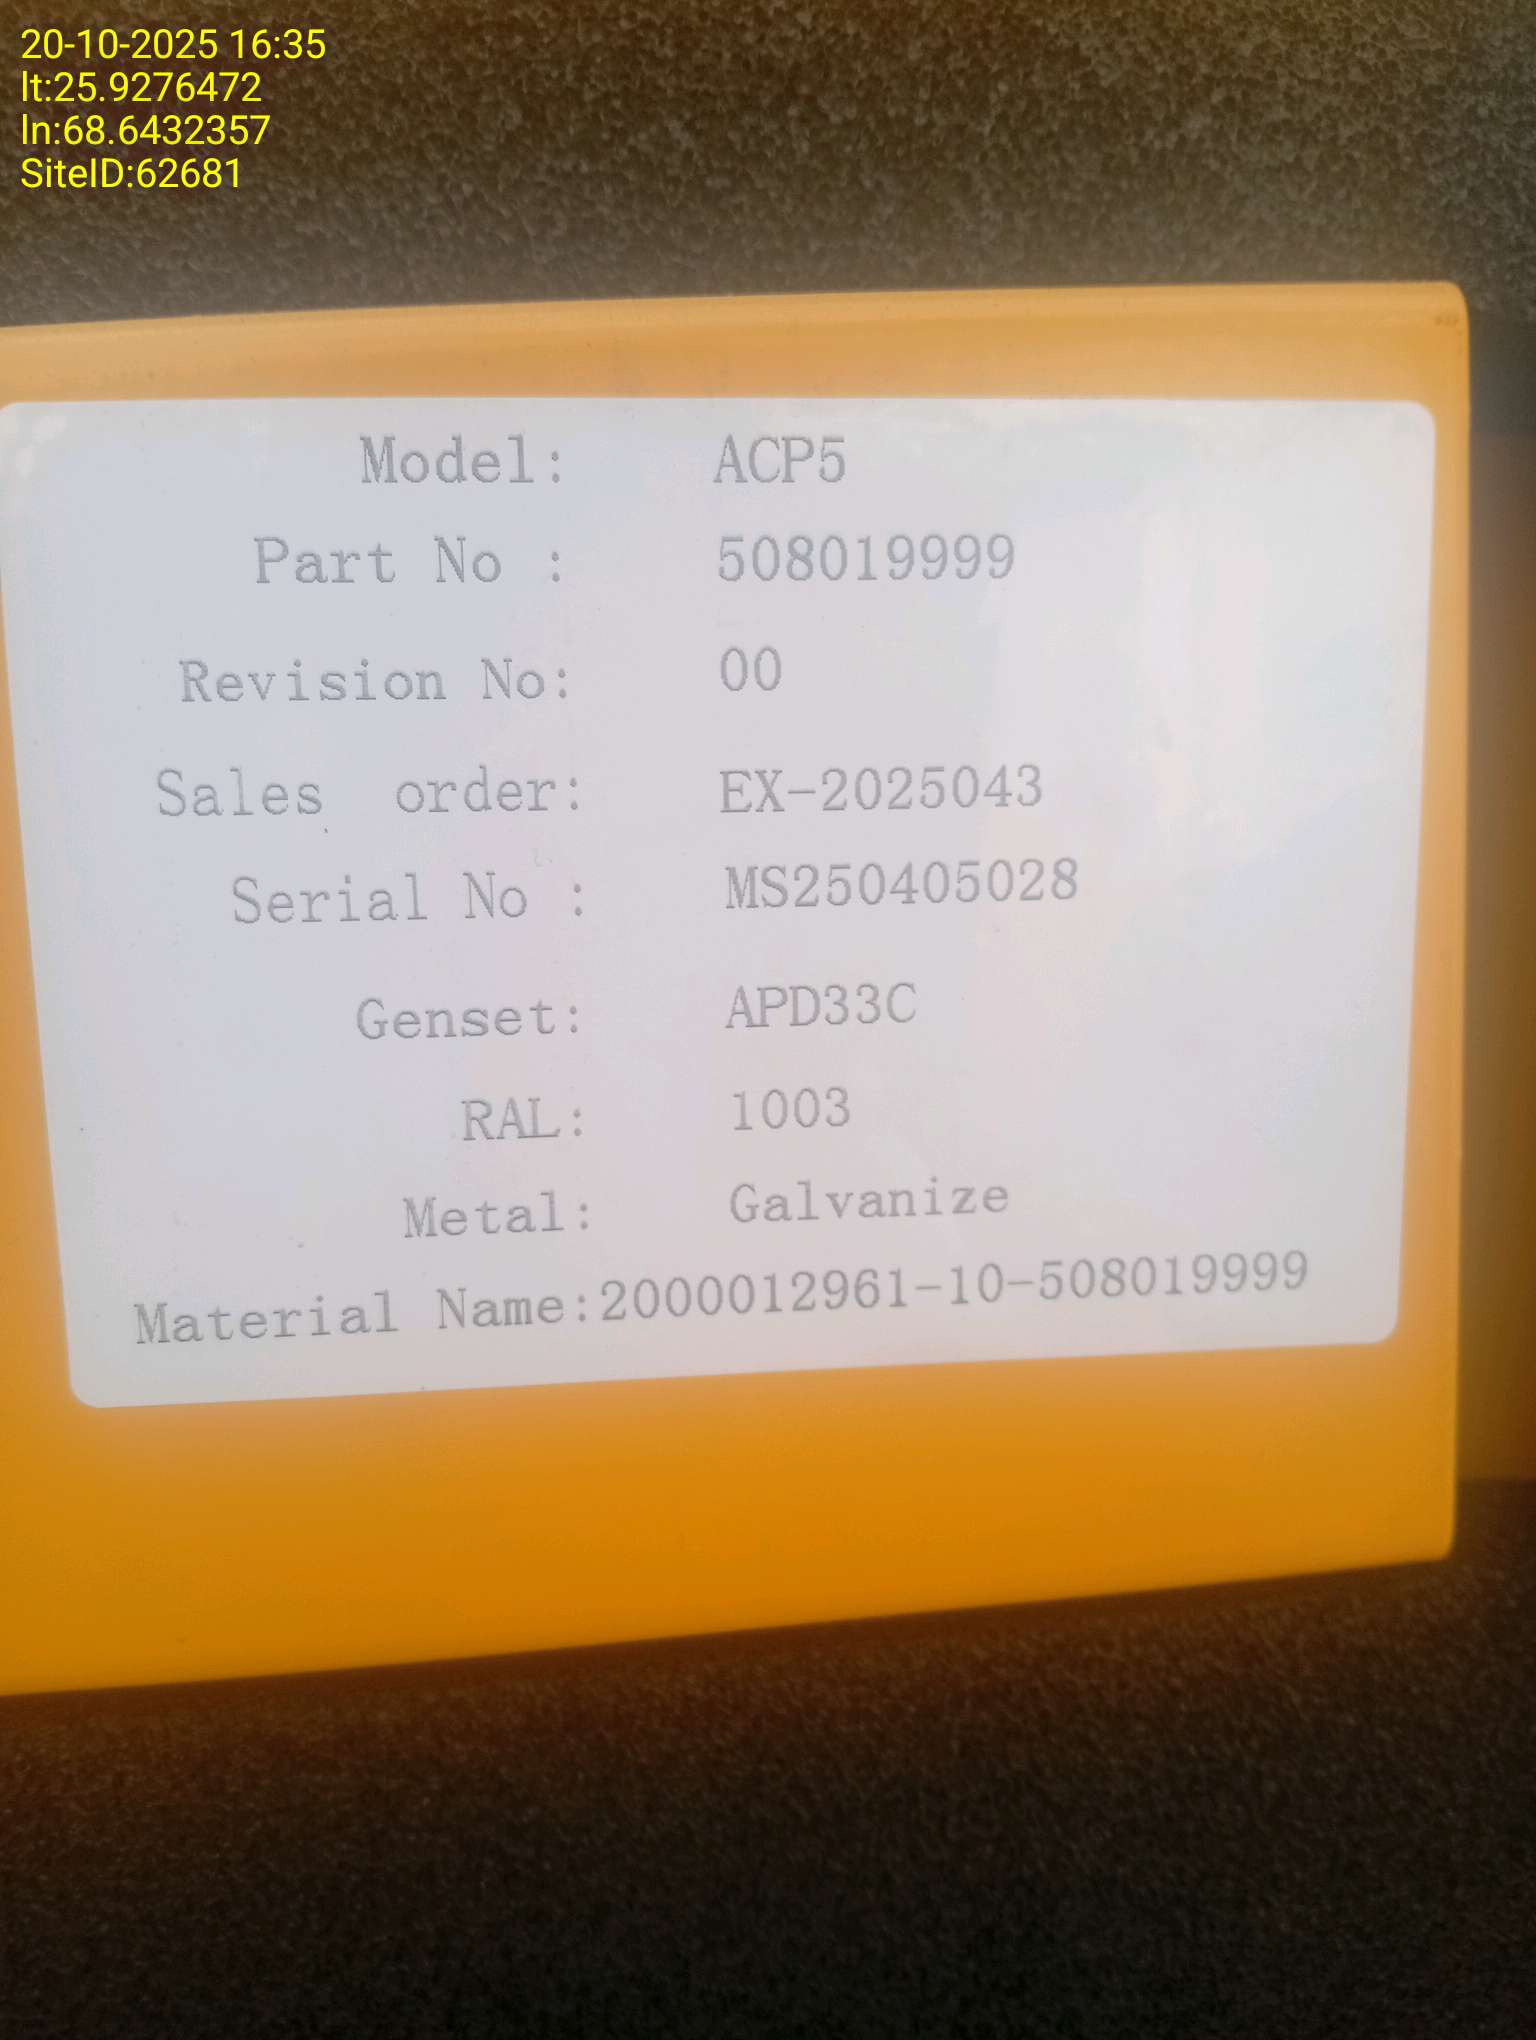 20-10-2025 16:35
lt:25.9276472
ln:68.6432357
SiteID:62681
Model: ACP5
Part No : 508019999
Revision No: 00
Sales order: EX-2025043
Serial No : MS250405028
Genset: APD33C
RAL: 1003
Metal: Galvanize
Material Name:2000012961-10-508019999